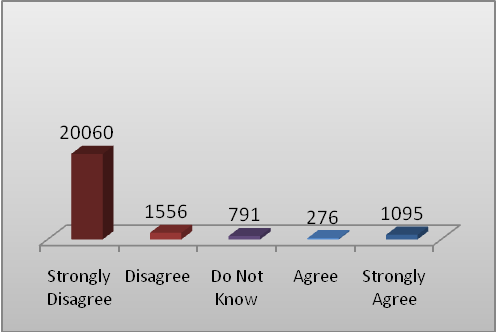 20060
1556
791
276
1095
Strongly Disagree
Disagree
Do Not Know
Agree
Strongly Agree